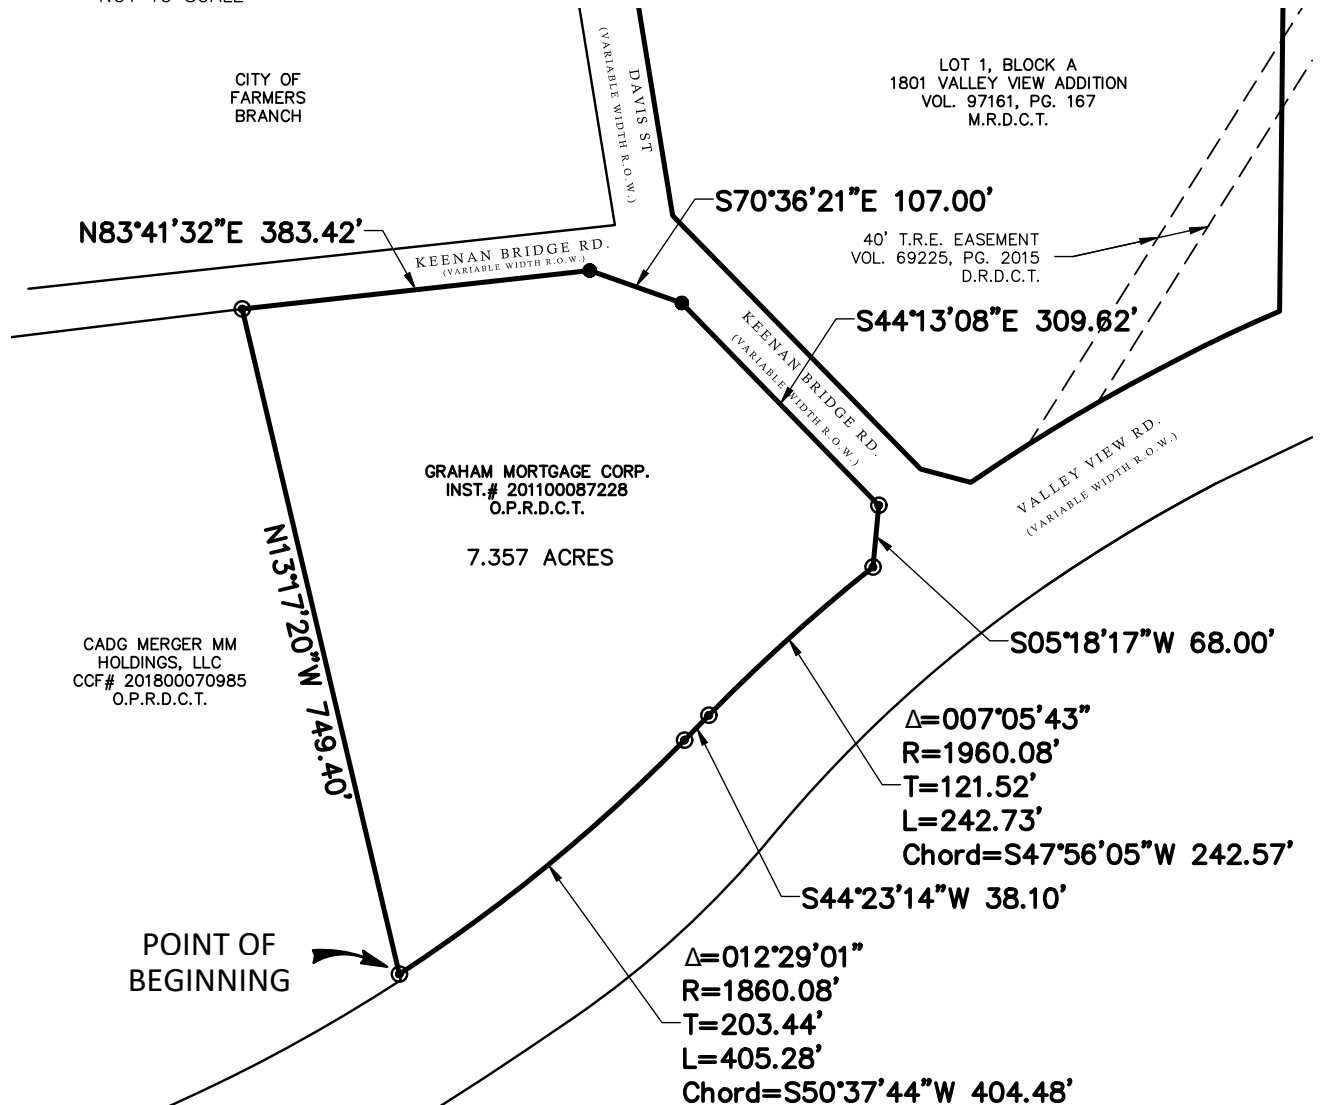 NOT TO SCALE
CITY OF
FARMERS
BRANCH
DAVIS ST
(VARIABLE WIDTH R.O.W.)
LOT 1, BLOCK A
1801 VALLEY VIEW ADDITION
VOL. 97161, PG. 167
M.R.D.C.T.
S70°36'21"E 107.00'
N83°41'32"E 383.42'
KEENAN BRIDGE RD.
(VARIABLE WIDTH R.O.W.)
40' T.R.E. EASEMENT
VOL. 69225, PG. 2015
D.R.D.C.T.
S44°13'08"E 309.62'
KEENAN BRIDGE RD.
(VARIABLE WIDTH R.O.W.)
VALLEY VIEW RD.
(VARIABLE WIDTH R.O.W.)
GRAHAM MORTGAGE CORP.
INST.# 201100087228
O.P.R.D.C.T.
7.357 ACRES
N13°17'20"W 749.40'
CADG MERGER MM
HOLDINGS, LLC
CCF# 201800070985
O.P.R.D.C.T.
S05°18'17"W 68.00'
Δ=007°05'43"
R=1960.08'
T=121.52'
L=242.73'
Chord=S47°56'05"W 242.57'
S44°23'14"W 38.10'
POINT OF
BEGINNING
Δ=012°29'01"
R=1860.08'
T=203.44'
L=405.28'
Chord=S50°37'44"W 404.48'